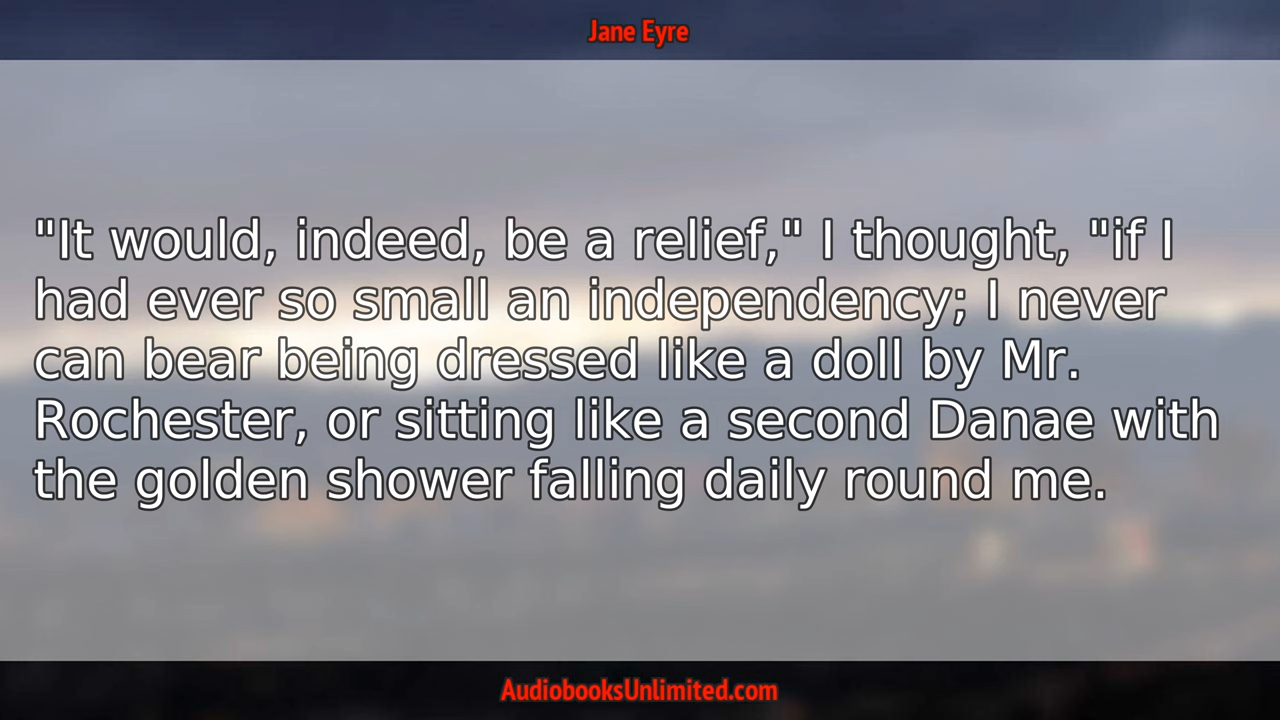 Jane Eyre
"It would, indeed, be a relief," I thought, "if I
had ever so small an independency; I never
can bear being dressed like a doll by Mr.
Rochester, or sitting like a second Danae with
the golden shower falling daily round me.
AudiobooksUnlimited.com